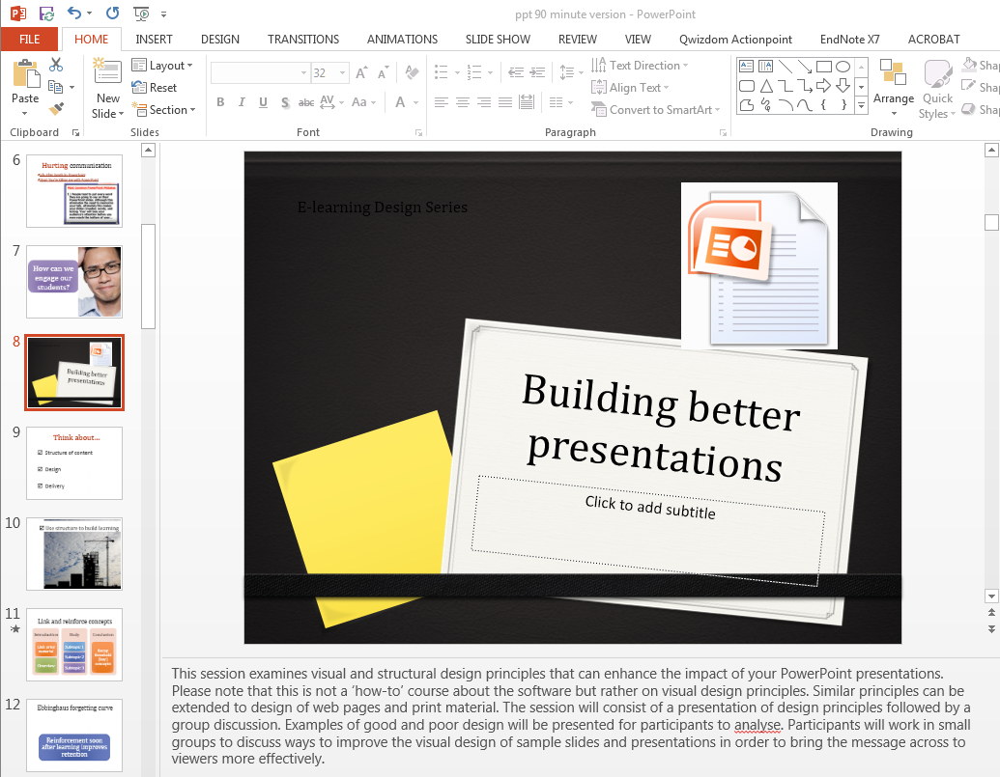 ppt 90 minute version - PowerPoint
FILE HOME INSERT DESIGN TRANSITIONS ANIMATIONS SLIDE SHOW REVIEW VIEW Qwizdom Actionpoint EndNote X7 ACROBAT
Paste
New Slide
Layout
Reset
Section
32
B I U S abc AV Aa A
Text Direction
Align Text
Convert to SmartArt
Arrange
Quick Styles
Shap
Shap
Shap
Clipboard Slides Font Paragraph Drawing
6
Hurting communication
7
How can we
engage our
students?
8
Building better
presentations
9
Think about...
Structure of content
Design
Delivery
10
Use structure to build learning
11
Link and reinforce concepts
Introduction Body Conclusion
Subtopic 1
Subtopic 2
Subtopic 3
Overview
12
Ebbinghaus forgetting curve
Reinforcement soon
after learning improves
retention
E-learning Design Series
Building better
presentations
Click to add subtitle
This session examines visual and structural design principles that can enhance the impact of your PowerPoint presentations.
Please note that this is not a ‘how-to’ course about the software but rather on visual design principles. Similar principles can be
extended to design of web pages and print material. The session will consist of a presentation of design principles followed by a
group discussion. Examples of good and poor design will be presented for participants to analyse. Participants will work in small
groups to discuss ways to improve the visual design of sample slides and presentations in order to bring the message across to
viewers more effectively.